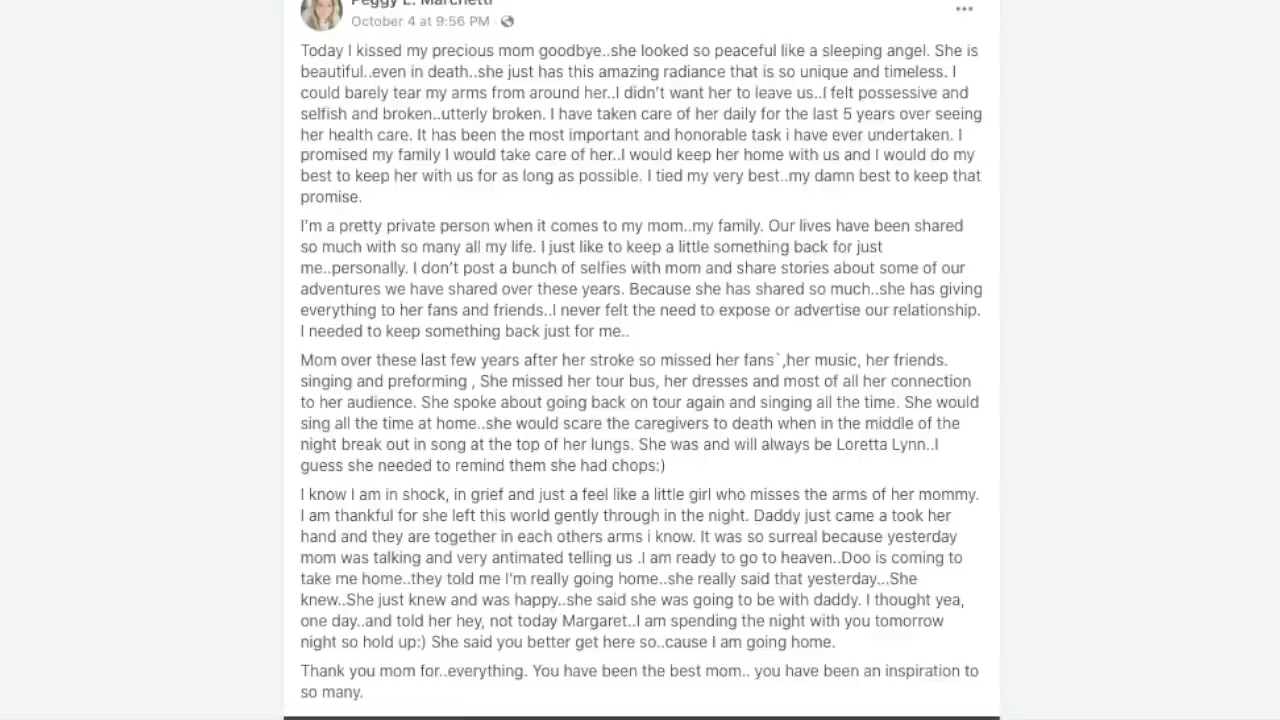 Peggy L. Marchetti
October 4 at 9:56 PM
Today I kissed my precious mom goodbye..she looked so peaceful like a sleeping angel. She is
beautiful..even in death..she just has this amazing radiance that is so unique and timeless. I
could barely tear my arms from around her..I didn't want her to leave us..I felt possessive and
selfish and broken..utterly broken. I have taken care of her daily for the last 5 years over seeing
her health care. It has been the most important and honorable task i have ever undertaken. I
promised my family I would take care of her..I would keep her home with us and I would do my
best to keep her with us for as long as possible. I tied my very best..my damn best to keep that
promise.
I'm a pretty private person when it comes to my mom..my family. Our lives have been shared
so much with so many all my life. I just like to keep a little something back for just
me..personally. I don't post a bunch of selfies with mom and share stories about some of our
adventures we have shared over these years. Because she has shared so much..she has giving
everything to her fans and friends..I never felt the need to expose or advertise our relationship.
I needed to keep something back just for me..
Mom over these last few years after her stroke so missed her fans`,her music, her friends.
singing and preforming , She missed her tour bus, her dresses and most of all her connection
to her audience. She spoke about going back on tour again and singing all the time. She would
sing all the time at home..she would scare the caregivers to death when in the middle of the
night break out in song at the top of her lungs. She was and will always be Loretta Lynn..I
guess she needed to remind them she had chops:)
I know I am in shock, in grief and just a feel like a little girl who misses the arms of her mommy.
I am thankful for she left this world gently through in the night. Daddy just came a took her
hand and they are together in each others arms i know. It was so surreal because yesterday
mom was talking and very antimated telling us .I am ready to go to heaven..Doo is coming to
take me home..they told me I'm really going home..she really said that yesterday...She
knew..She just knew and was happy..she said she was going to be with daddy. I thought yea,
one day..and told her hey, not today Margaret..I am spending the night with you tomorrow
night so hold up:) She said you better get here so..cause I am going home.
Thank you mom for..everything. You have been the best mom.. you have been an inspiration to
so many.